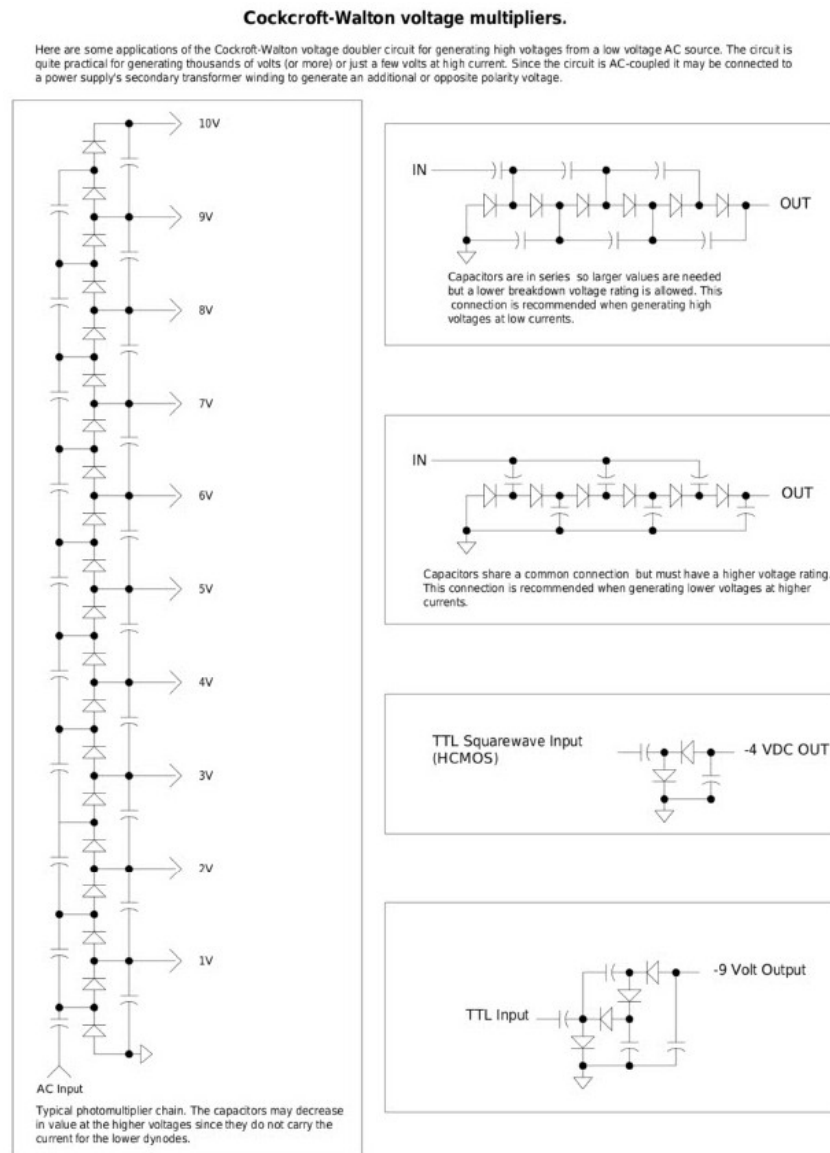 Cockcroft-Walton voltage multipliers.
Here are some applications of the Cockroft-Walton voltage doubler circuit for generating high voltages from a low voltage AC source. The circuit is
quite practical for generating thousands of volts (or more) or just a few volts at high current. Since the circuit is AC-coupled it may be connected to
a power supply's secondary transformer winding to generate an additional or opposite polarity voltage.
10V
9V
8V
7V
6V
5V
4V
3V
2V
1V
AC Input
Typical photomultiplier chain. The capacitors may decrease
in value at the higher voltages since they do not carry the
current for the lower dynodes.
IN
OUT
Capacitors are in series so larger values are needed
but a lower breakdown voltage rating is allowed. This
connection is recommended when generating high
voltages at low currents.
IN
OUT
Capacitors share a common connection but must have a higher voltage rating.
This connection is recommended when generating lower voltages at higher
currents.
TTL Squarewave Input
(HCMOS)
-4 VDC OUT
-9 Volt Output
TTL Input